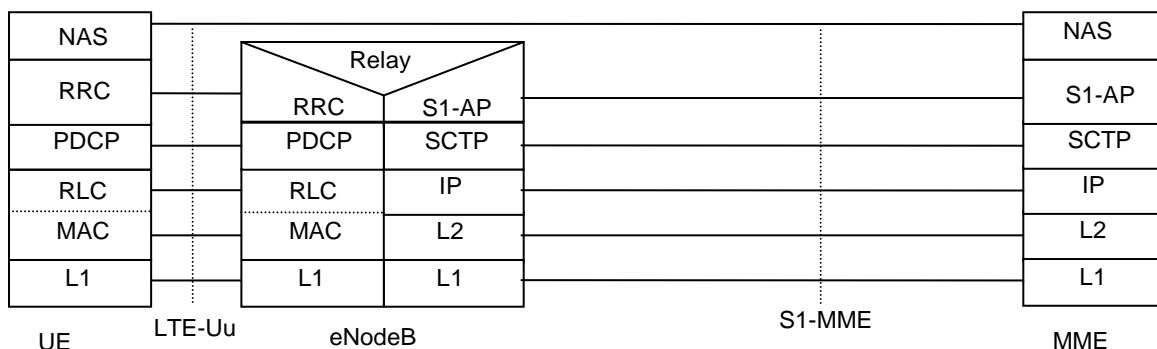 NAS NAS
Relay
RRC RRC S1-AP S1-AP
PDCP PDCP SCTP SCTP
RLC RLC IP IP
MAC MAC L2 L2
L1 L1 L1 L1
LTE-Uu S1-MME
UE eNodeB MME